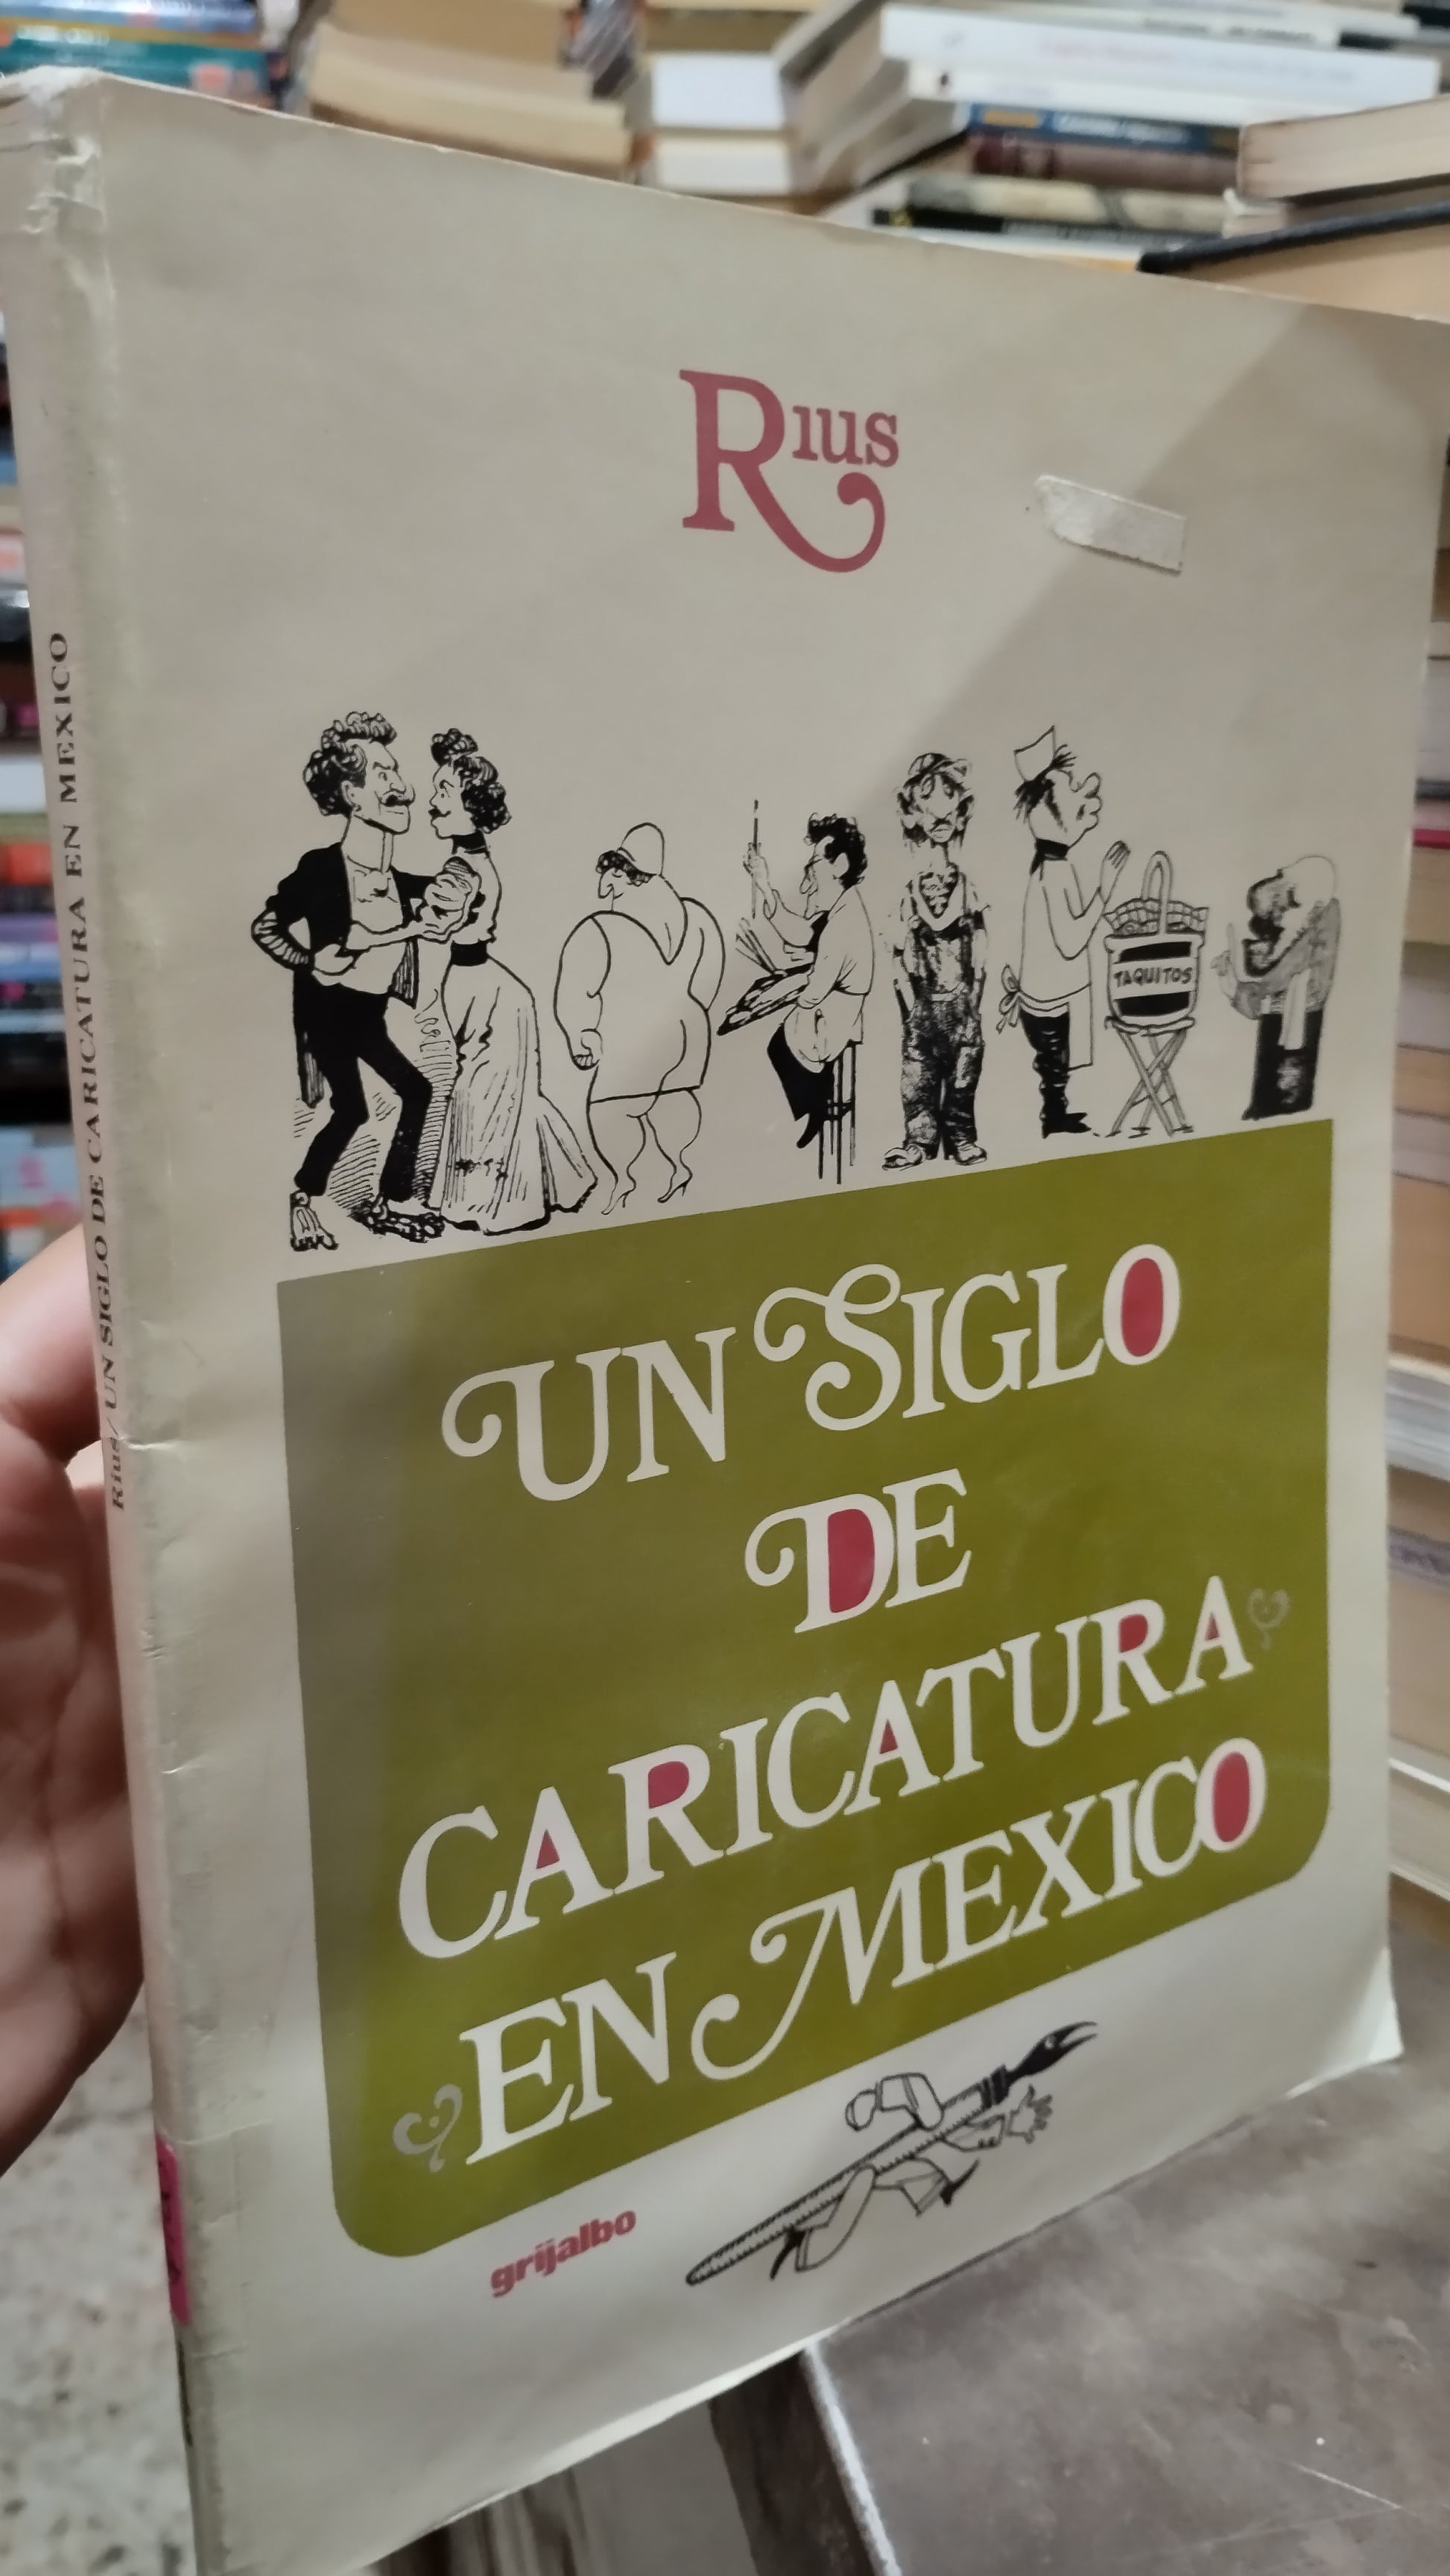 Rius
TAQUITOS
UN SIGLO
DE
CARICATURA
EN MEXICO
grijalbo
Rius/ UN SIGLO DE CARICATURA EN MEXICO